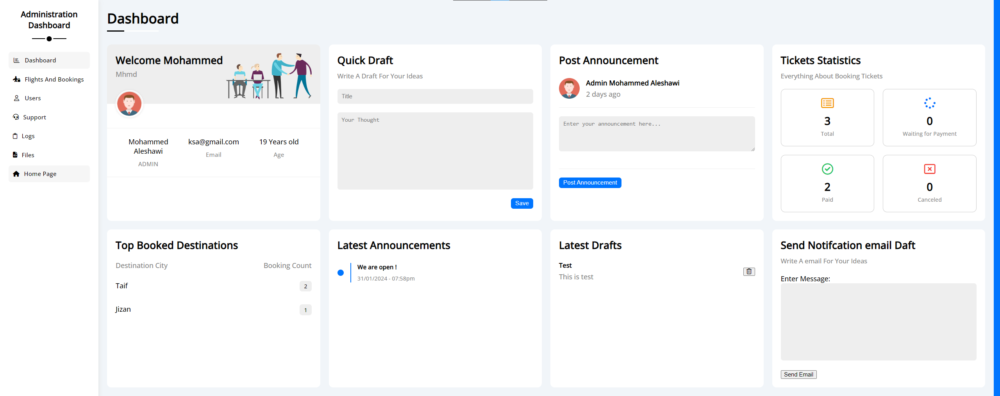 Administration
Dashboard
Dashboard
Flights And Bookings
Users
Support
Logs
Files
Home Page
Dashboard
Welcome Mohammed
Mhmd
Mohammed
Aleshawi
ADMIN
ksa@gmail.com
Email
19 Years old
Age
Quick Draft
Write A Draft For Your Ideas
Title
Your Thought
Save
Post Announcement
Admin Mohammed Aleshawi
2 days ago
Enter your announcement here...
Post Announcement
Tickets Statistics
Everything About Booking Tickets
3
Total
0
Waiting for Payment
2
Paid
0
Canceled
Top Booked Destinations
Destination City Booking Count
Taif 2
Jizan 1
Latest Announcements
We are open !
31/01/2024 - 07:58pm
Latest Drafts
Test
This is test
Send Notifcation email Daft
Write A email For Your Ideas
Enter Message:
Send Email